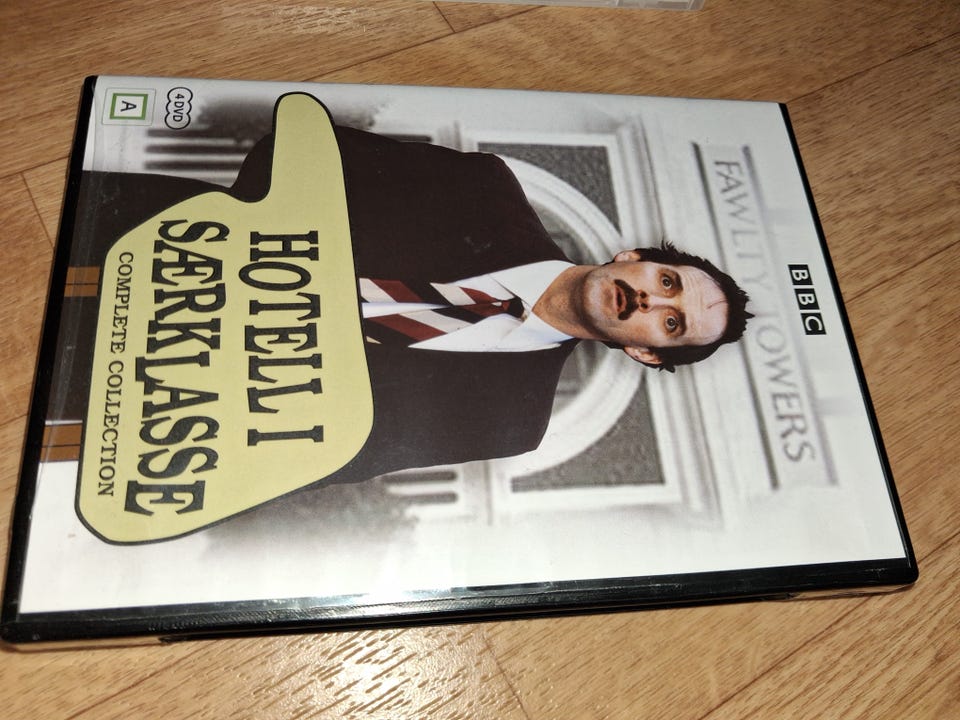 BBC
FAWLTY TOWERS
HOTELL I
SÆRKLASSE
COMPLETE COLLECTION
4 DVD
A